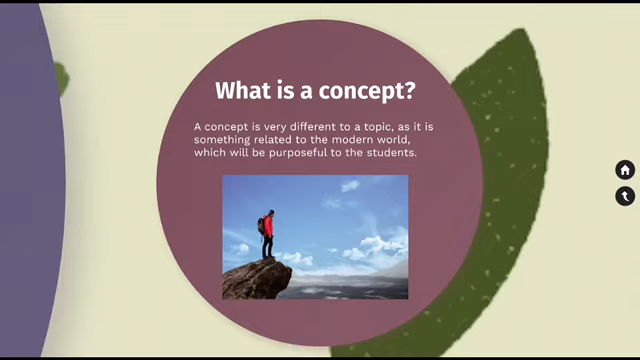 What is a concept?
A concept is very different to a topic, as it is
something related to the modern world,
which will be purposeful to the students.